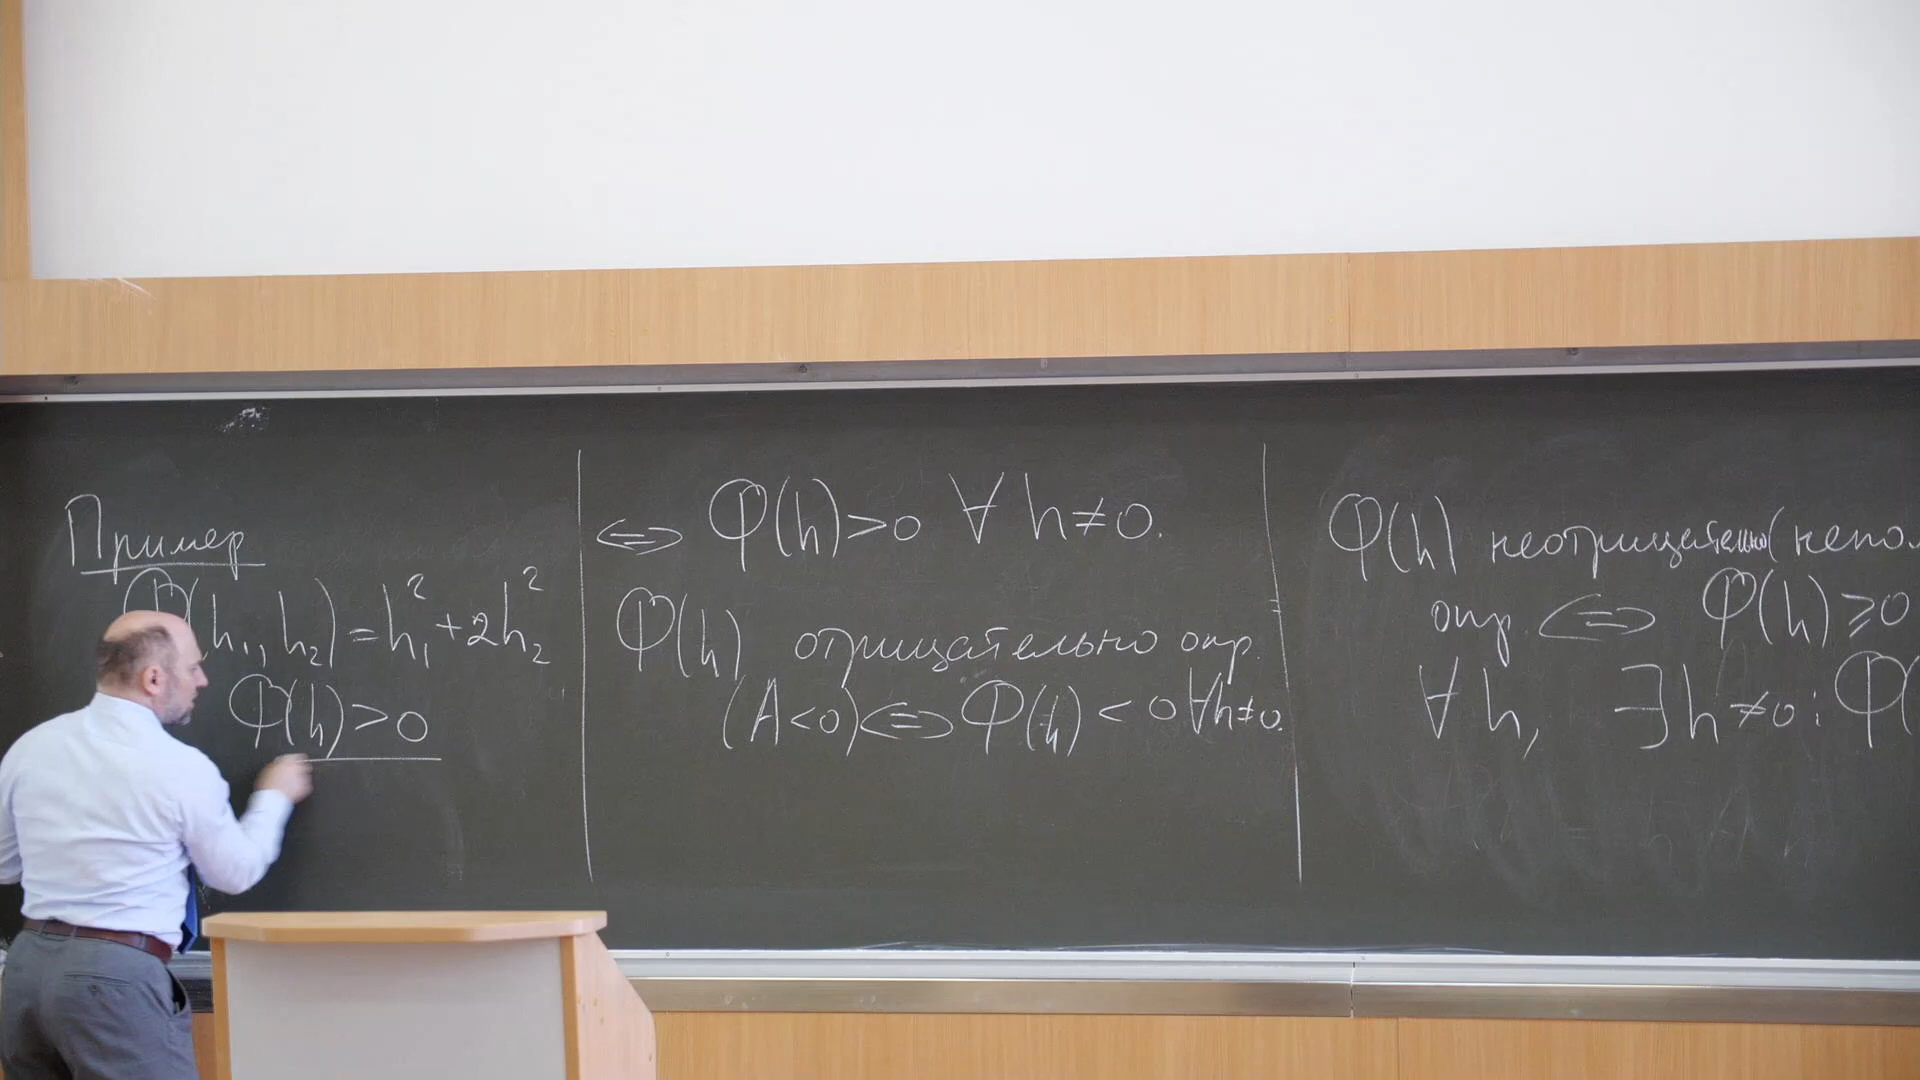 Пример
Φ(h₁, h₂) = h₁² + 2h₂²
Φ(h) > 0
⇔ Φ(h) > 0 ∀ h ≠ 0.
Φ(h) отрицательно опр.
(A < 0) ⇔ Φ(h) < 0 ∀h ≠ 0.
Φ(h) неотрицательно (непол
опр. ⇔ Φ(h) ⩾ 0
∀ h, ∃ h ≠ 0 : Φ(